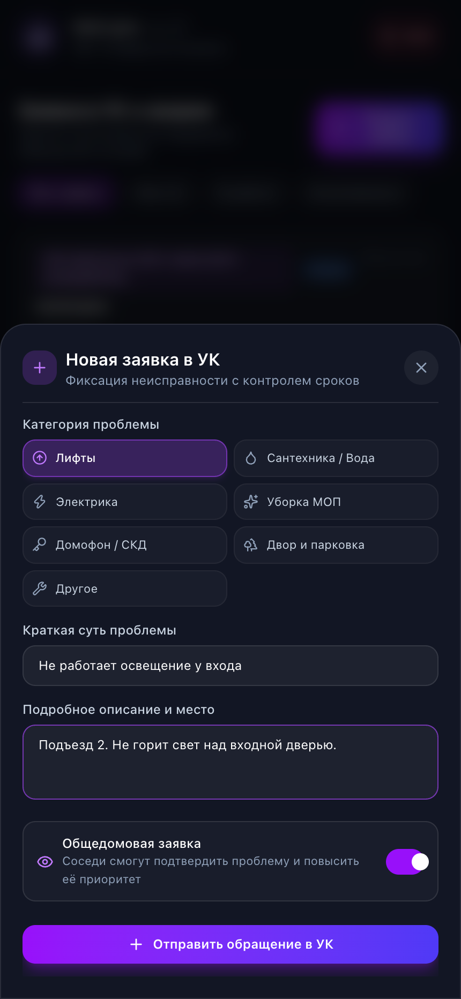 Новая заявка в УК
Фиксация неисправности с контролем сроков
Категория проблемы
Лифты
Сантехника / Вода
Электрика
Уборка МОП
Домофон / СКД
Двор и парковка
Другое
Краткая суть проблемы
Не работает освещение у входа
Подробное описание и место
Подъезд 2. Не горит свет над входной дверью.
Общедомовая заявка
Соседи смогут подтвердить проблему и повысить
её приоритет
Отправить обращение в УК